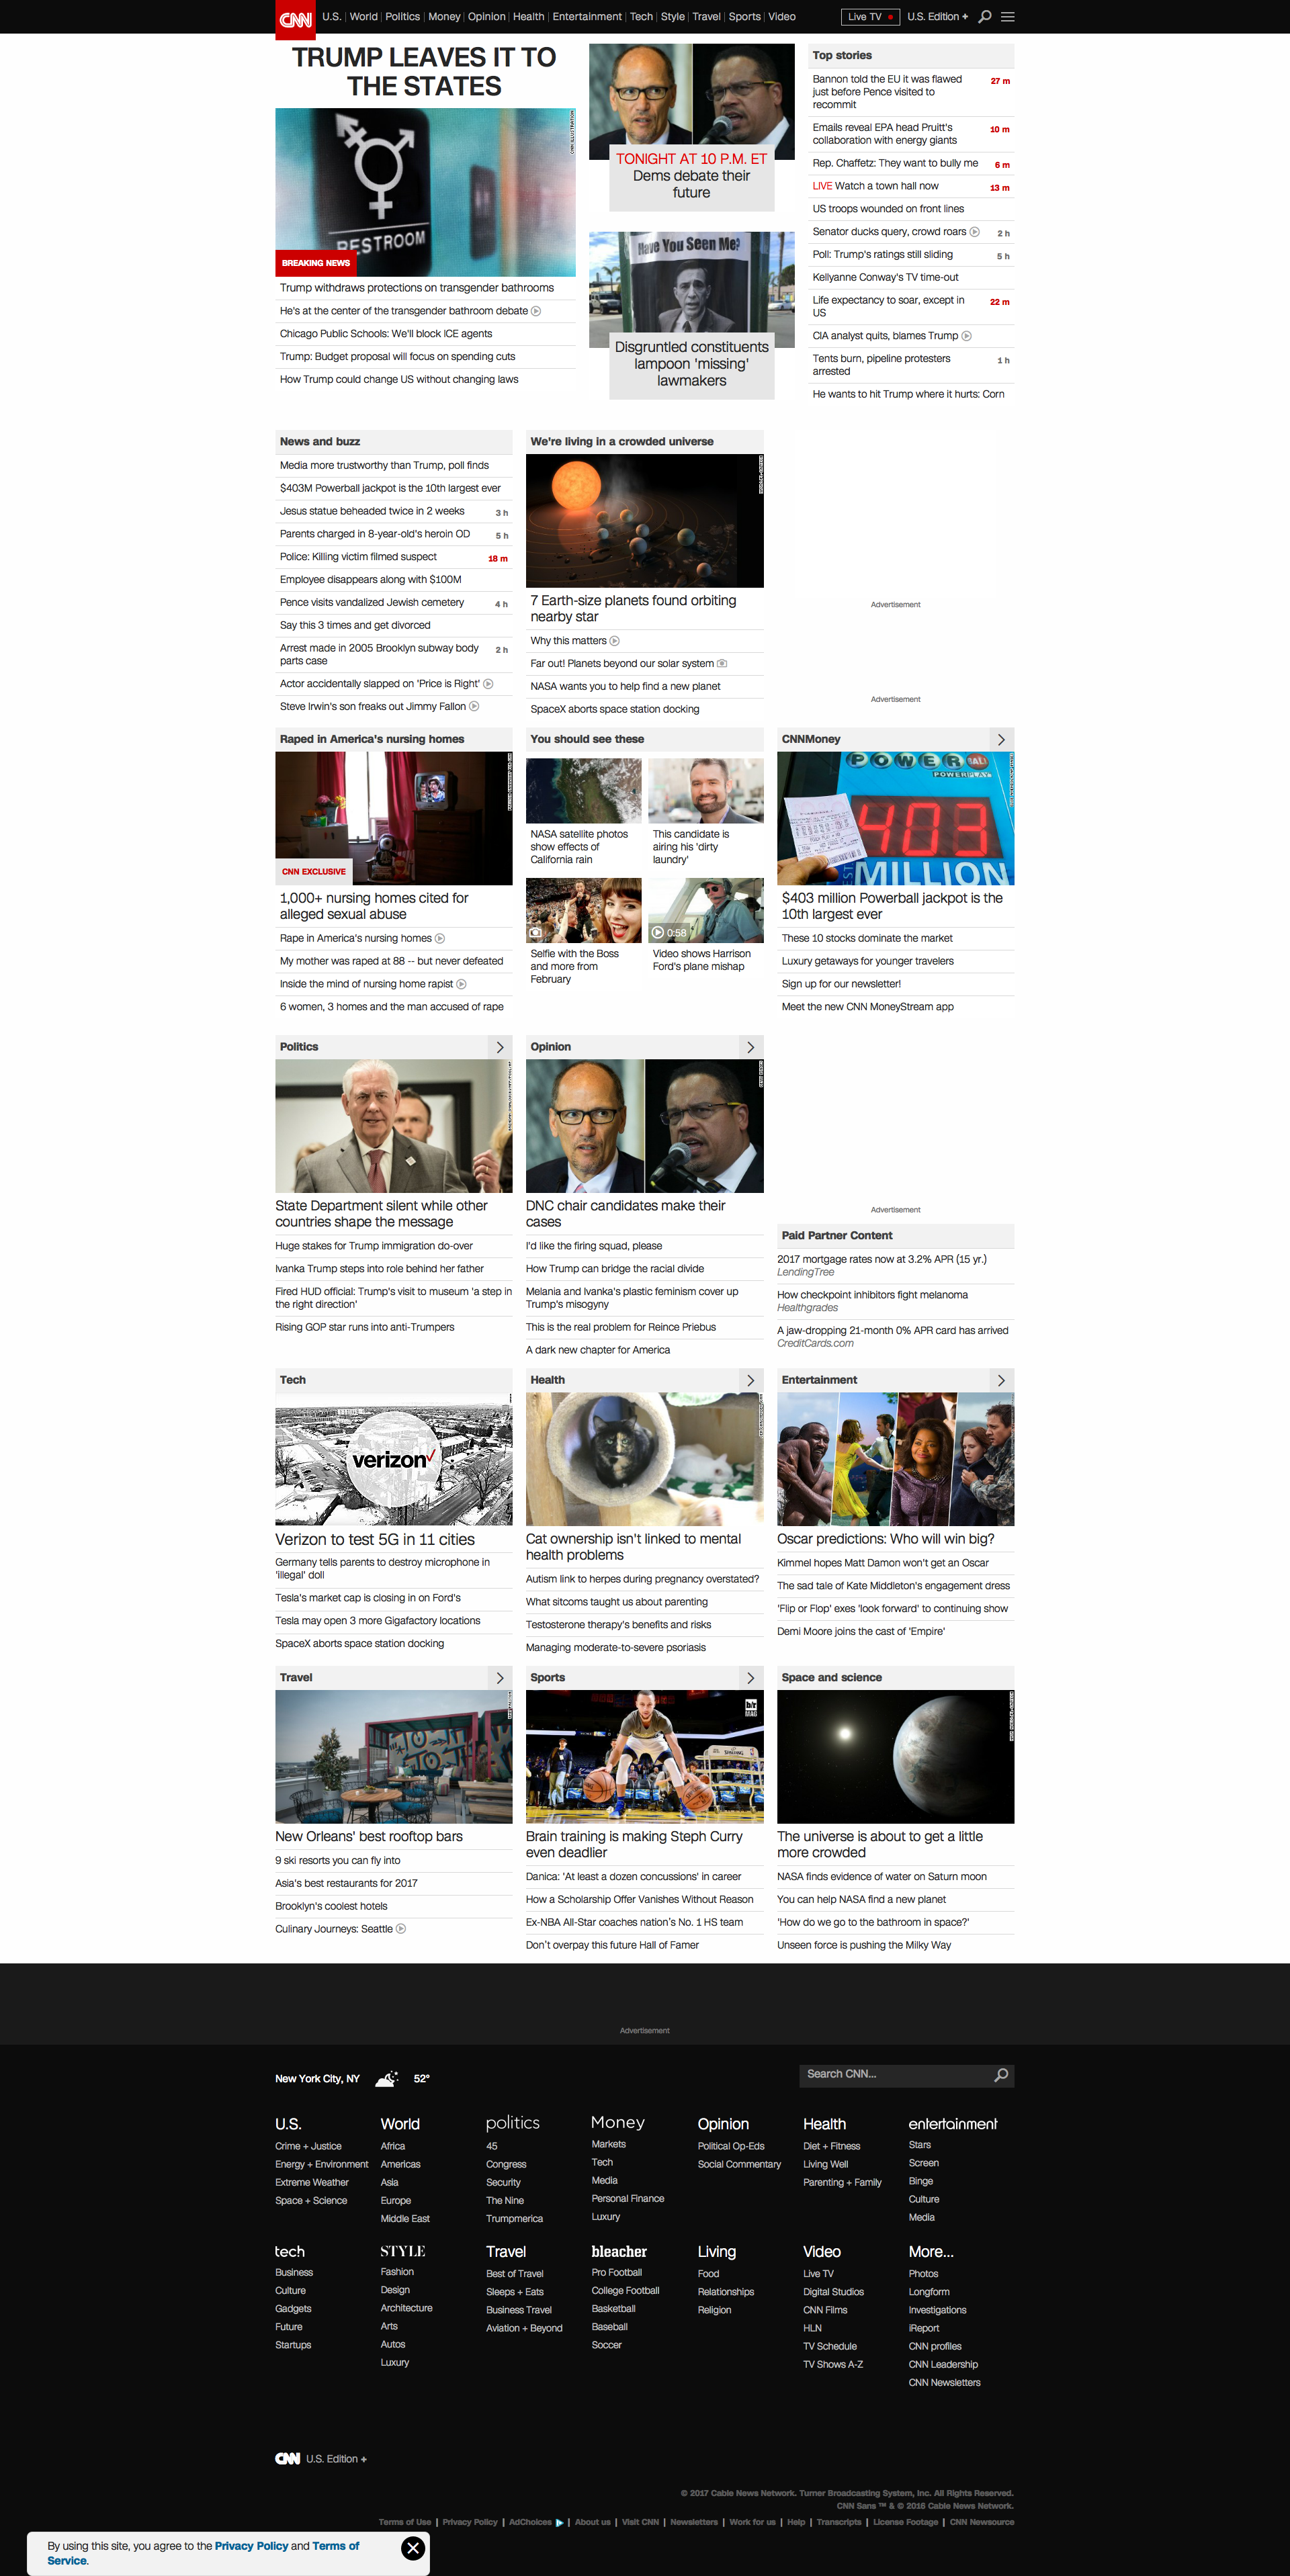 CNN
U.S. World Politics Money Opinion Health Entertainment Tech Style Travel Sports Video
Live TV U.S. Edition +
TRUMP LEAVES IT TO
THE STATES
CNN ILLUSTRATION
RESTROOM
BREAKING NEWS
Trump withdraws protections on transgender bathrooms
He's at the center of the transgender bathroom debate
Chicago Public Schools: We'll block ICE agents
Trump: Budget proposal will focus on spending cuts
How Trump could change US without changing laws
TONIGHT AT 10 P.M. ET
Dems debate their
future
Have You Seen Me?
Disgruntled constituents
lampoon 'missing'
lawmakers
Top stories
Bannon told the EU it was flawed 27 m
just before Pence visited to
recommit
Emails reveal EPA head Pruitt's 10 m
collaboration with energy giants
Rep. Chaffetz: They want to bully me 6 m
LIVE Watch a town hall now 13 m
US troops wounded on front lines
Senator ducks query, crowd roars 2 h
Poll: Trump's ratings still sliding 5 h
Kellyanne Conway's TV time-out
Life expectancy to soar, except in 22 m
US
CIA analyst quits, blames Trump
Tents burn, pipeline protesters 1 h
arrested
He wants to hit Trump where it hurts: Corn
News and buzz
Media more trustworthy than Trump, poll finds
$403M Powerball jackpot is the 10th largest ever
Jesus statue beheaded twice in 2 weeks 3 h
Parents charged in 8-year-old's heroin OD 5 h
Police: Killing victim filmed suspect 18 m
Employee disappears along with $100M
Pence visits vandalized Jewish cemetery 4 h
Say this 3 times and get divorced
Arrest made in 2005 Brooklyn subway body 2 h
parts case
Actor accidentally slapped on 'Price is Right'
Steve Irwin's son freaks out Jimmy Fallon
We're living in a crowded universe
7 Earth-size planets found orbiting
nearby star
Why this matters
Far out! Planets beyond our solar system
NASA wants you to help find a new planet
SpaceX aborts space station docking
Advertisement
Advertisement
Raped in America's nursing homes
CNN EXCLUSIVE
1,000+ nursing homes cited for
alleged sexual abuse
Rape in America's nursing homes
My mother was raped at 88 -- but never defeated
Inside the mind of nursing home rapist
6 women, 3 homes and the man accused of rape
You should see these
NASA satellite photos
show effects of
California rain
This candidate is
airing his 'dirty
laundry'
Selfie with the Boss
and more from
February
0:58
Video shows Harrison
Ford's plane mishap
CNNMoney
POWERBALL
POWERPLAY
403
MILLION
$403 million Powerball jackpot is the
10th largest ever
These 10 stocks dominate the market
Luxury getaways for younger travelers
Sign up for our newsletter!
Meet the new CNN MoneyStream app
Politics
State Department silent while other
countries shape the message
Huge stakes for Trump immigration do-over
Ivanka Trump steps into role behind her father
Fired HUD official: Trump's visit to museum 'a step in
the right direction'
Rising GOP star runs into anti-Trumpers
Opinion
DNC chair candidates make their
cases
I'd like the firing squad, please
How Trump can bridge the racial divide
Melania and Ivanka's plastic feminism cover up
Trump's misogyny
This is the real problem for Reince Priebus
A dark new chapter for America
Advertisement
Paid Partner Content
2017 mortgage rates now at 3.2% APR (15 yr.)
LendingTree
How checkpoint inhibitors fight melanoma
Healthgrades
A jaw-dropping 21-month 0% APR card has arrived
CreditCards.com
Tech
verizon
Verizon to test 5G in 11 cities
Germany tells parents to destroy microphone in
'illegal' doll
Tesla's market cap is closing in on Ford's
Tesla may open 3 more Gigafactory locations
SpaceX aborts space station docking
Health
Cat ownership isn't linked to mental
health problems
Autism link to herpes during pregnancy overstated?
What sitcoms taught us about parenting
Testosterone therapy's benefits and risks
Managing moderate-to-severe psoriasis
Entertainment
Oscar predictions: Who will win big?
Kimmel hopes Matt Damon won't get an Oscar
The sad tale of Kate Middleton's engagement dress
'Flip or Flop' exes 'look forward' to continuing show
Demi Moore joins the cast of 'Empire'
Travel
New Orleans' best rooftop bars
9 ski resorts you can fly into
Asia's best restaurants for 2017
Brooklyn's coolest hotels
Culinary Journeys: Seattle
Sports
b/r
MAG
SPALDING
Brain training is making Steph Curry
even deadlier
Danica: 'At least a dozen concussions' in career
How a Scholarship Offer Vanishes Without Reason
Ex-NBA All-Star coaches nation's No. 1 HS team
Don't overpay this future Hall of Famer
Space and science
The universe is about to get a little
more crowded
NASA finds evidence of water on Saturn moon
You can help NASA find a new planet
'How do we go to the bathroom in space?'
Unseen force is pushing the Milky Way
Advertisement
New York City, NY 52°
Search CNN...
U.S.
Crime + Justice
Energy + Environment
Extreme Weather
Space + Science
World
Africa
Americas
Asia
Europe
Middle East
politics
45
Congress
Security
The Nine
Trumpmerica
Money
Markets
Tech
Media
Personal Finance
Luxury
Opinion
Political Op-Eds
Social Commentary
Health
Diet + Fitness
Living Well
Parenting + Family
entertainment
Stars
Screen
Binge
Culture
Media
tech
Business
Culture
Gadgets
Future
Startups
STYLE
Fashion
Design
Architecture
Arts
Autos
Luxury
Travel
Best of Travel
Sleeps + Eats
Business Travel
Aviation + Beyond
bleacher
Pro Football
College Football
Basketball
Baseball
Soccer
Living
Food
Relationships
Religion
Video
Live TV
Digital Studios
CNN Films
HLN
TV Schedule
TV Shows A-Z
More...
Photos
Longform
Investigations
iReport
CNN profiles
CNN Leadership
CNN Newsletters
CNN U.S. Edition +
© 2017 Cable News Network. Turner Broadcasting System, Inc. All Rights Reserved.
CNN Sans ™ & © 2016 Cable News Network.
Terms of Use | Privacy Policy | AdChoices | About us | Visit CNN | Newsletters | Work for us | Help | Transcripts | License Footage | CNN Newsource
By using this site, you agree to the Privacy Policy and Terms of
Service.